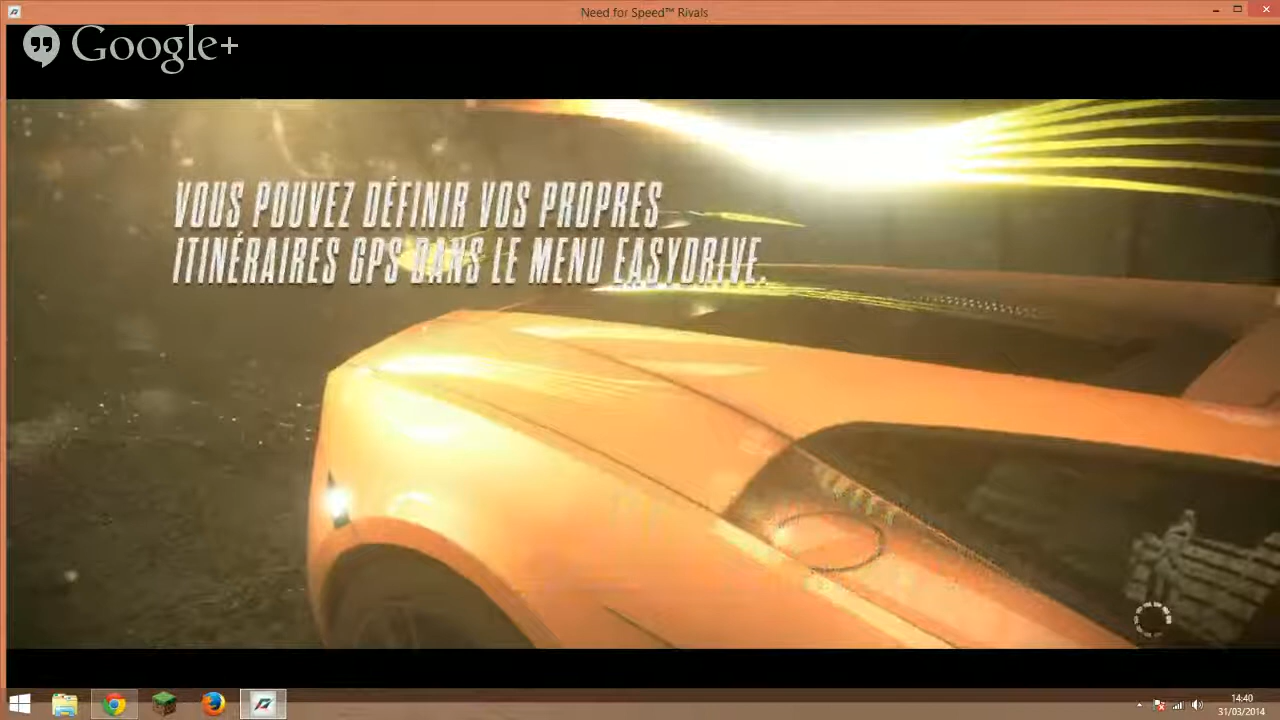 Need for Speed™ Rivals
Google+
VOUS POUVEZ DÉFINIR VOS PROPRES
ITINÉRAIRES GPS DANS LE MENU EASYDRIVE.
14:40
31/03/2014